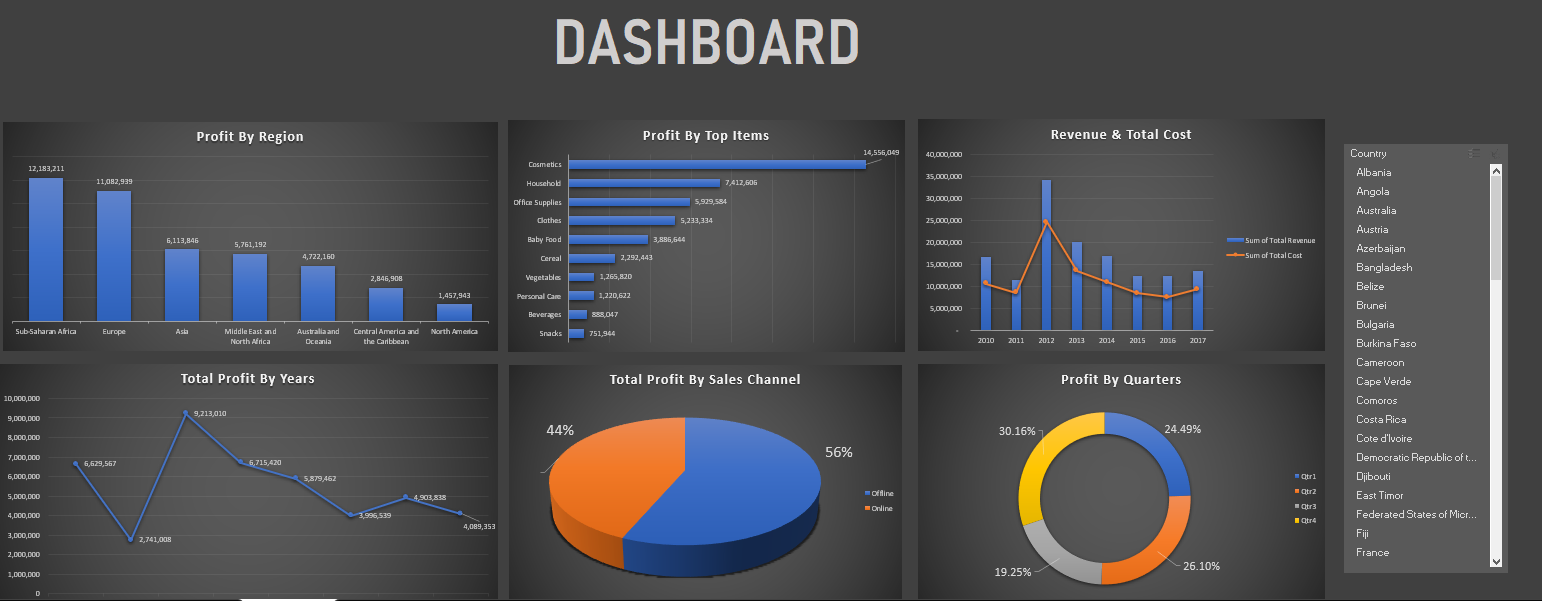 DASHBOARD
Profit By Region
12,183,211
11,082,939
6,113,846
5,761,192
4,722,160
2,846,908
1,457,943
Sub-Saharan Africa
Europe
Asia
Middle East and
North Africa
Australia and
Oceania
Central America and
the Caribbean
North America
Profit By Top Items
Cosmetics
14,556,049
Household
7,412,606
Office Supplies
5,929,584
Clothes
5,233,334
Baby Food
3,886,644
Cereal
2,292,443
Vegetables
1,265,820
Personal Care
1,220,622
Beverages
888,047
Snacks
751,944
Revenue & Total Cost
40,000,000
35,000,000
30,000,000
25,000,000
20,000,000
15,000,000
10,000,000
5,000,000
-
2010
2011
2012
2013
2014
2015
2016
2017
Sum of Total Revenue
Sum of Total Cost
Total Profit By Years
10,000,000
9,000,000
8,000,000
7,000,000
6,000,000
5,000,000
4,000,000
3,000,000
2,000,000
1,000,000
0
6,629,567
2,741,008
9,213,010
6,715,420
5,879,462
3,996,539
4,903,838
4,089,353
Total Profit By Sales Channel
44%
56%
Offline
Online
Profit By Quarters
30.16%
24.49%
19.25%
26.10%
Qtr1
Qtr2
Qtr3
Qtr4
Country
Albania
Angola
Australia
Austria
Azerbaijan
Bangladesh
Belize
Brunei
Bulgaria
Burkina Faso
Cameroon
Cape Verde
Comoros
Costa Rica
Cote d'Ivoire
Democratic Republic of t...
Djibouti
East Timor
Federated States of Micr...
Fiji
France